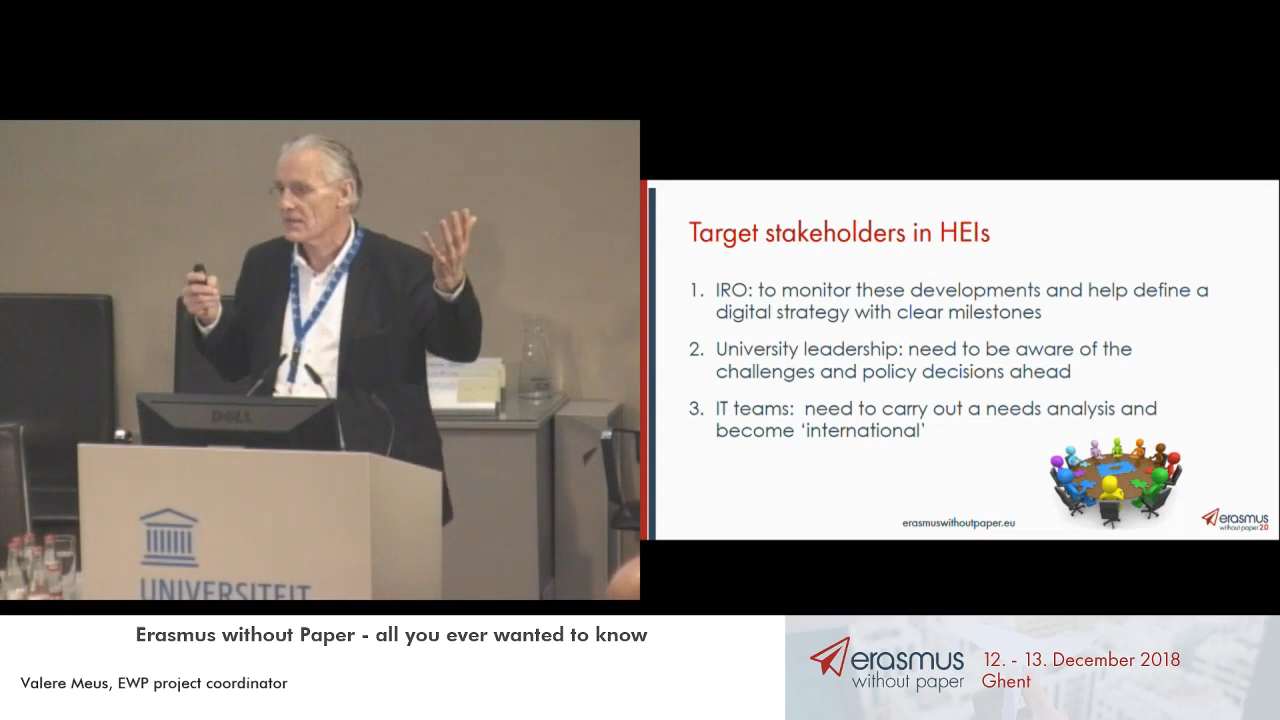 DELL
UNIVERSITEIT
Target stakeholders in HEIs
1. IRO: to monitor these developments and help define a
digital strategy with clear milestones
2. University leadership: need to be aware of the
challenges and policy decisions ahead
3. IT teams: need to carry out a needs analysis and
become ‘international’
erasmuswithoutpaper.eu
erasmus
without paper 2.0
Erasmus without Paper - all you ever wanted to know
Valere Meus, EWP project coordinator
erasmus
without paper
12. - 13. December 2018
Ghent